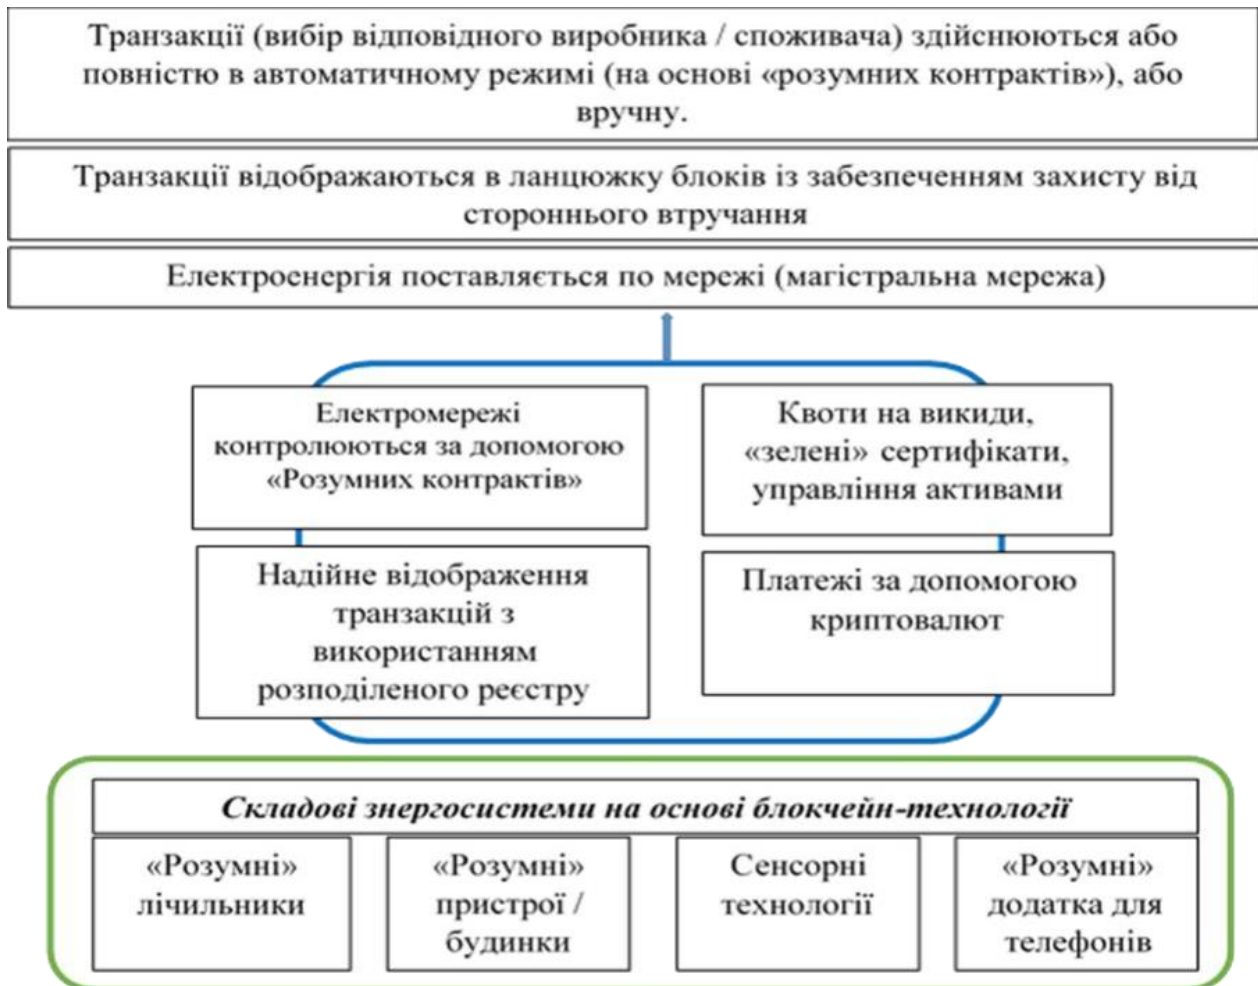 Транзакції (вибір відповідного виробника / споживача) здійснюються або
повністю в автоматичному режимі (на основі «розумних контрактів»), або
вручну.
Транзакції відображаються в ланцюжку блоків із забезпеченням захисту від
стороннього втручання
Електроенергія поставляється по мережі (магістральна мережа)
Електромережі
контролюються за допомогою
«Розумних контрактів»
Квоти на викиди,
«зелені» сертифікати,
управління активами
Надійне відображення
транзакцій з
використанням
розподіленого реєстру
Платежі за допомогою
криптовалют
Складові знергосистеми на основі блокчейн-технології
«Розумні»
лічильники
«Розумні»
пристрої /
будинки
Сенсорні
технології
«Розумні»
додатка для
телефонів